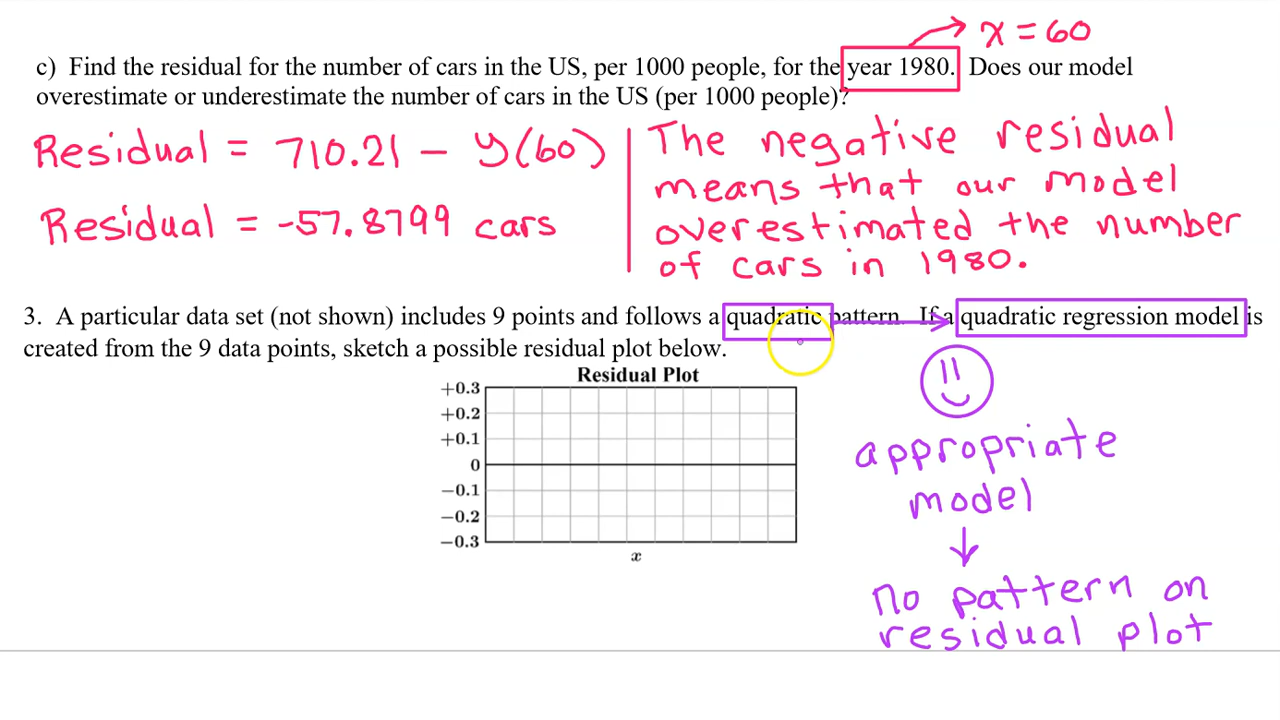 x = 60
c) Find the residual for the number of cars in the US, per 1000 people, for the year 1980. Does our model
overestimate or underestimate the number of cars in the US (per 1000 people)?
Residual = 710.21 − y(60)
Residual = -57.8799 cars
The negative residual
means that our model
overestimated the number
of cars in 1980.
3. A particular data set (not shown) includes 9 points and follows a quadratic pattern. If a quadratic regression model is
created from the 9 data points, sketch a possible residual plot below.
Residual Plot
+0.3
+0.2
+0.1
0
−0.1
−0.2
−0.3
x
appropriate
model
no pattern on
residual plot